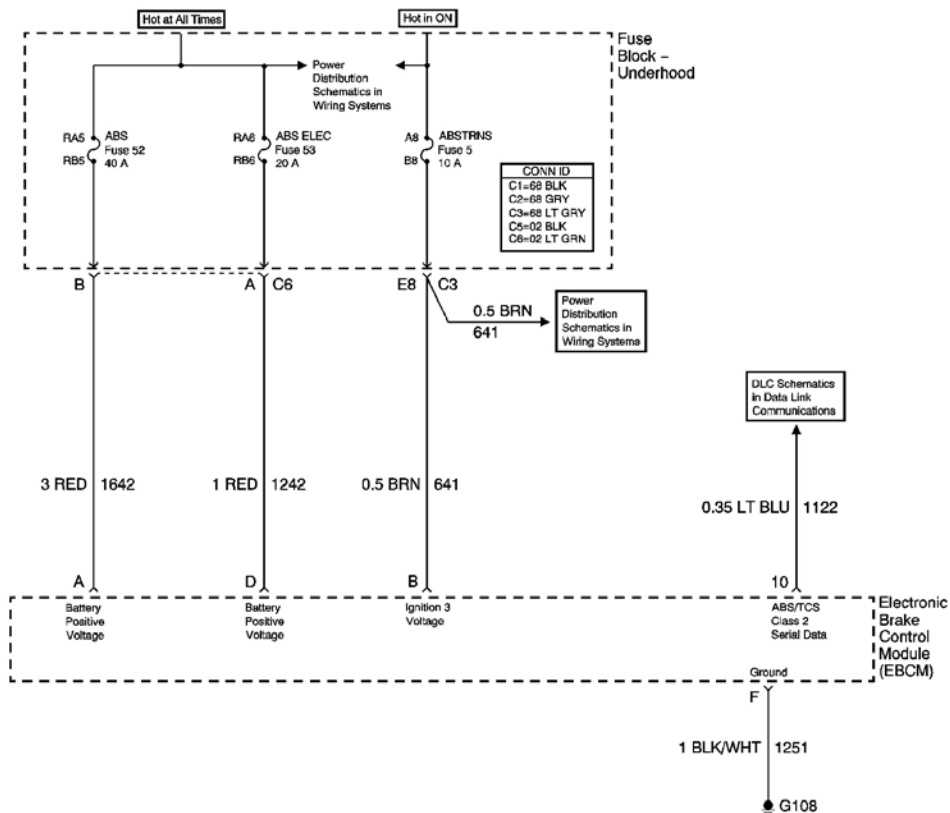 Hot at All Times
Hot in ON
Fuse
Block –
Underhood
Power
Distribution
Schematics in
Wiring Systems
RA5
RB5
ABS
Fuse 52
40 A
RA6
RB6
ABS ELEC
Fuse 53
20 A
A8
B8
ABSTRNS
Fuse 5
10 A
CONN ID
C1=68 BLK
C2=68 GRY
C3=68 LT GRY
C5=02 BLK
C6=02 LT GRN
B
A
C6
E8
C3
0.5 BRN
641
Power
Distribution
Schematics in
Wiring Systems
DLC Schematics
in Data Link
Communications
3 RED
1642
1 RED
1242
0.5 BRN
641
0.35 LT BLU
1122
A
D
B
10
Battery
Positive
Voltage
Battery
Positive
Voltage
Ignition 3
Voltage
ABS/TCS
Class 2
Serial Data
Electronic
Brake
Control
Module
(EBCM)
Ground
F
1 BLK/WHT
1251
G108